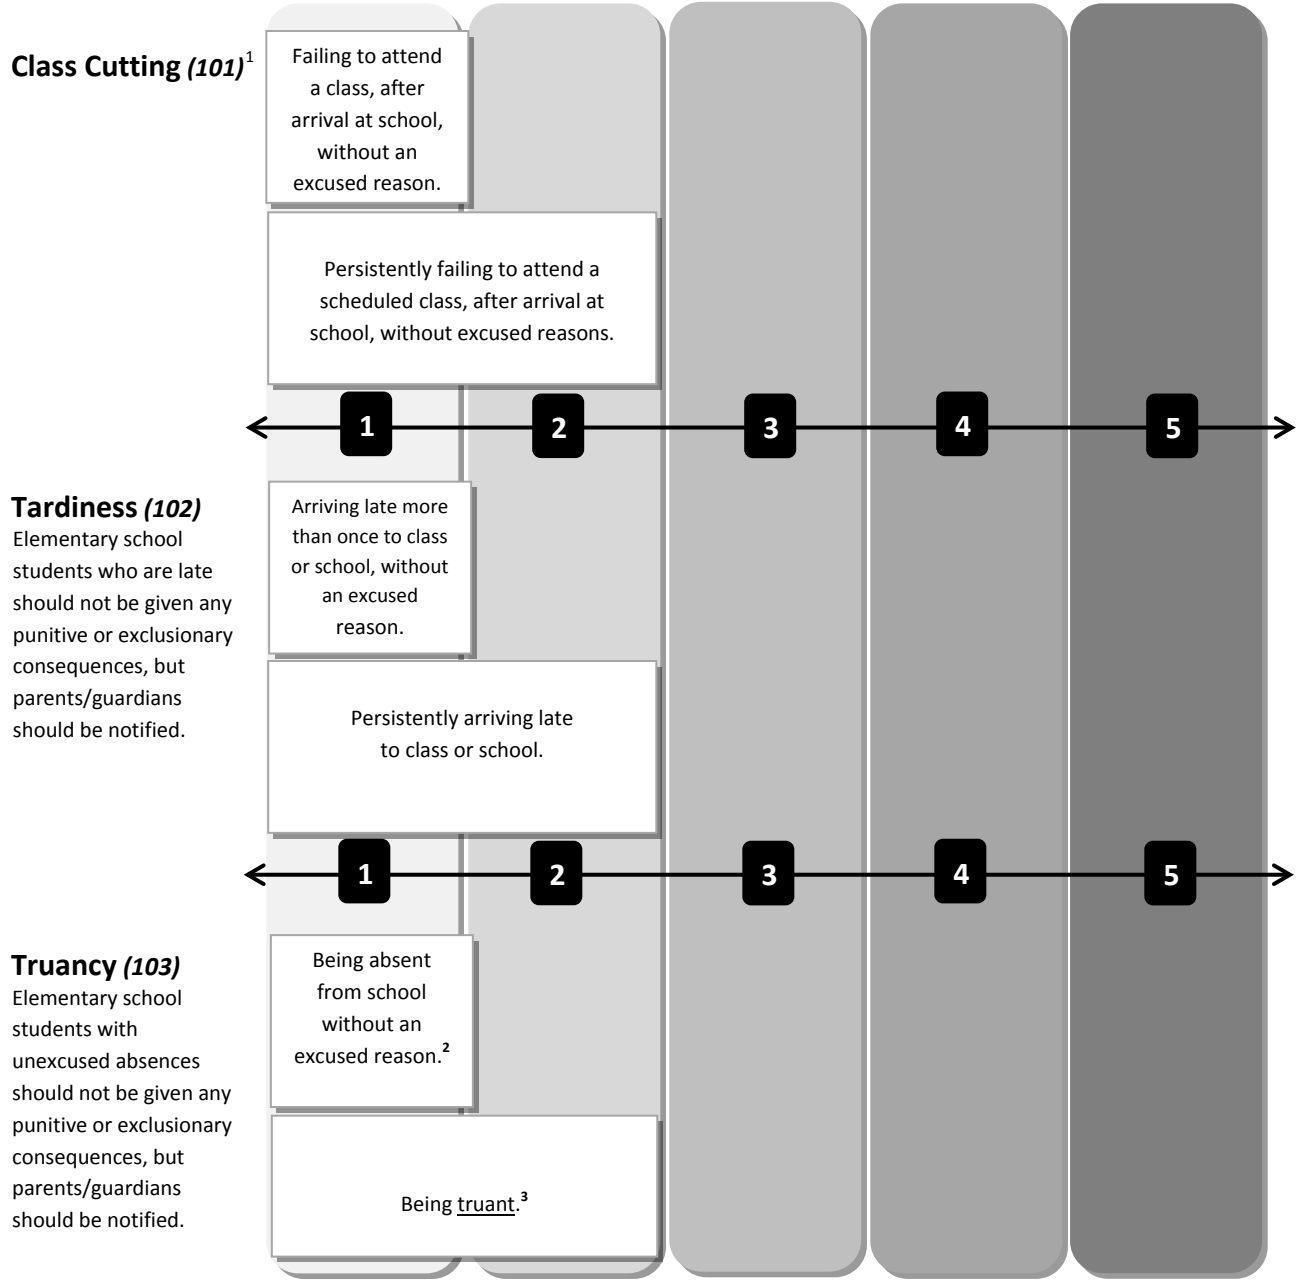 Class Cutting (101)1
Failing to attend
a class, after
arrival at school,
without an
excused reason.
Persistently failing to attend a
scheduled class, after arrival at
school, without excused reasons.
1 2 3 4 5
Tardiness (102)
Elementary school
students who are late
should not be given any
punitive or exclusionary
consequences, but
parents/guardians
should be notified.
Arriving late more
than once to class
or school, without
an excused
reason.
Persistently arriving late
to class or school.
1 2 3 4 5
Truancy (103)
Elementary school
students with
unexcused absences
should not be given any
punitive or exclusionary
consequences, but
parents/guardians
should be notified.
Being absent
from school
without an
excused reason.2
Being truant.3